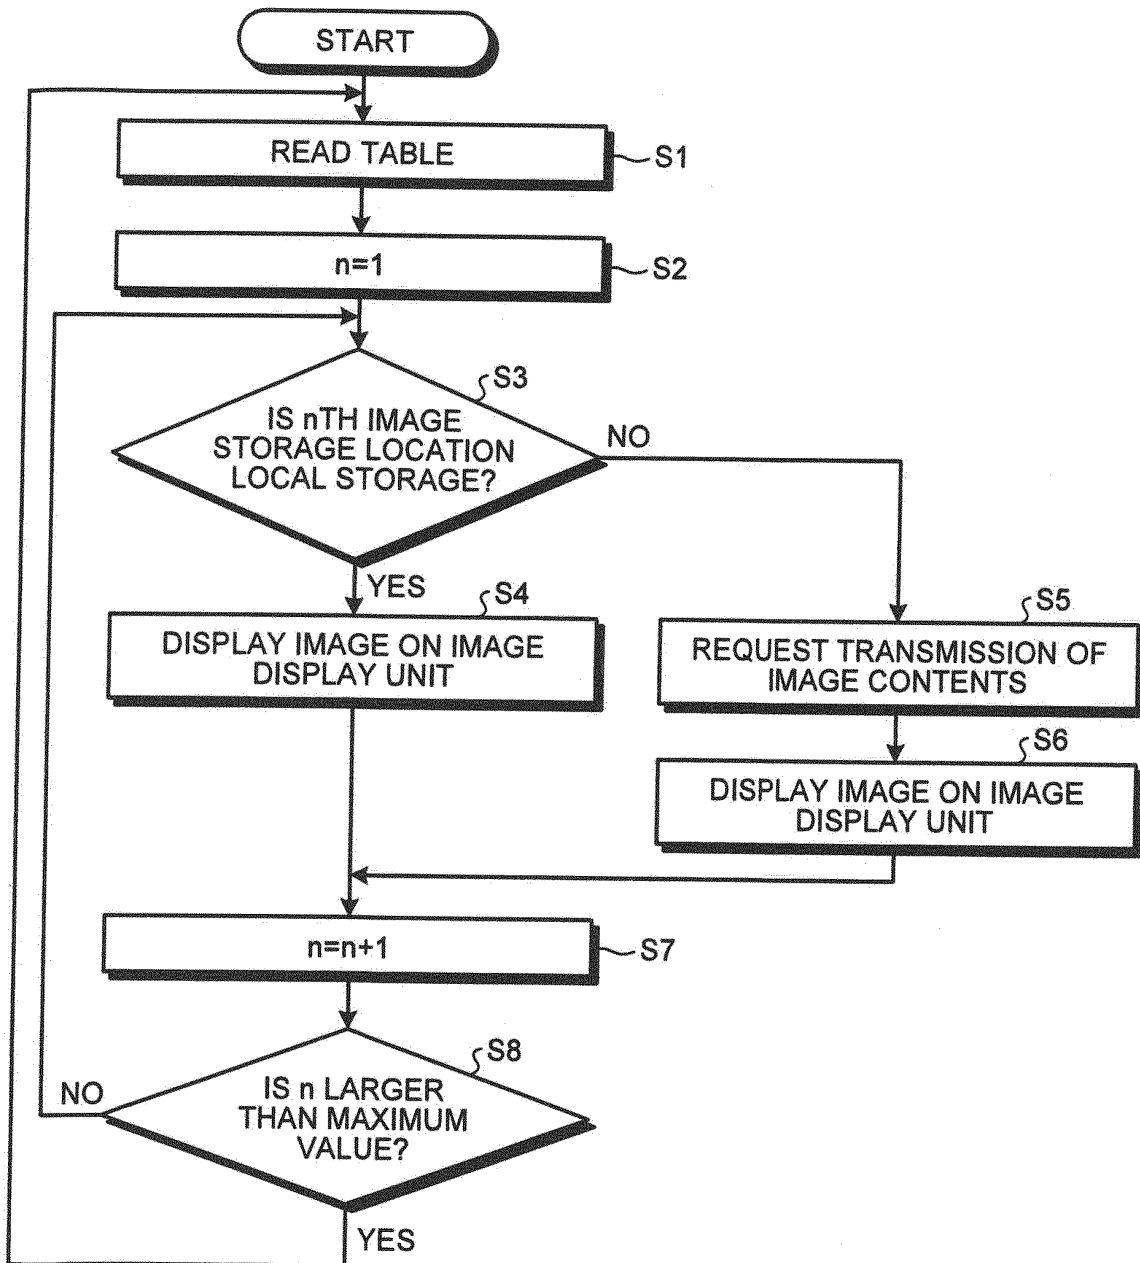 START
READ TABLE
S1
n=1
S2
S3
IS nTH IMAGE
STORAGE LOCATION
LOCAL STORAGE?
NO
YES
S4
DISPLAY IMAGE ON IMAGE
DISPLAY UNIT
S5
REQUEST TRANSMISSION OF
IMAGE CONTENTS
S6
DISPLAY IMAGE ON IMAGE
DISPLAY UNIT
n=n+1
S7
S8
IS n LARGER
THAN MAXIMUM
VALUE?
NO
YES